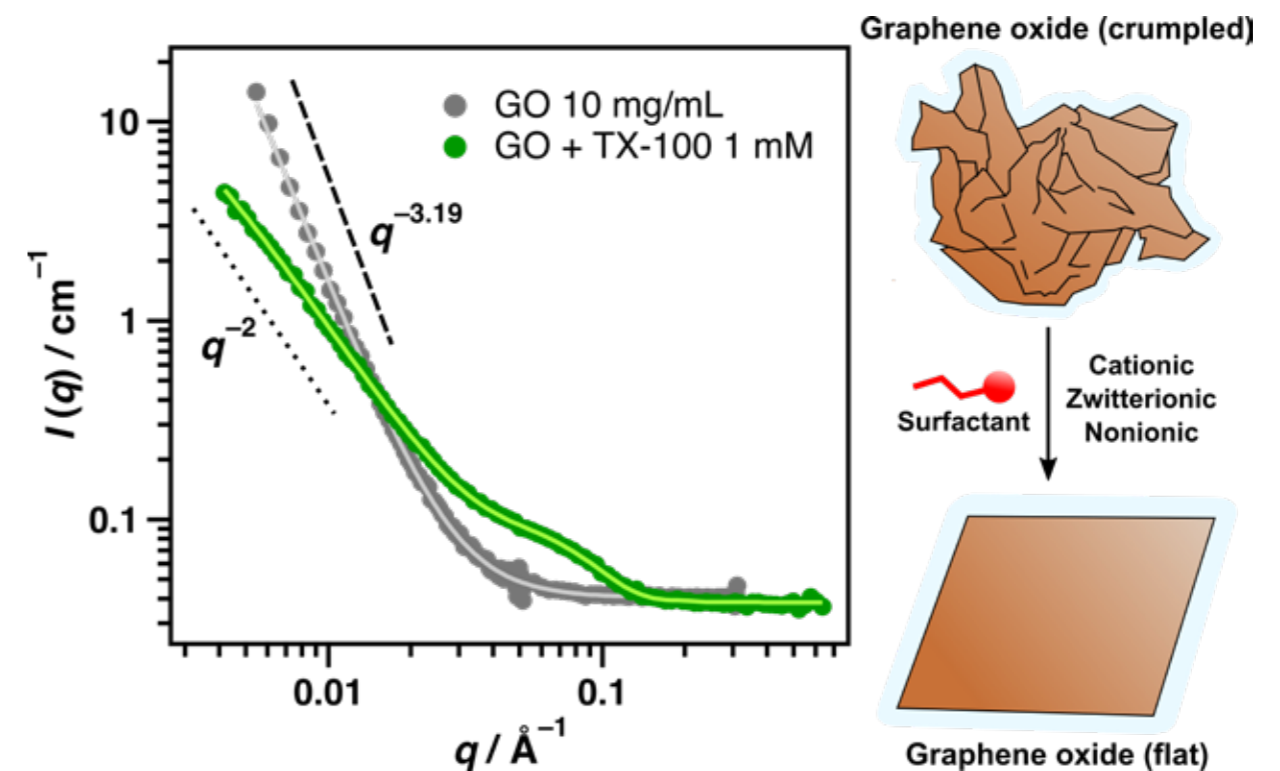 Graphene oxide (crumpled)
GO 10 mg/mL
GO + TX-100 1 mM
q⁻³·¹⁹
q⁻²
10
1
0.1
I (q) / cm⁻¹
0.01
0.1
q / Å⁻¹
Surfactant
Cationic
Zwitterionic
Nonionic
Graphene oxide (flat)